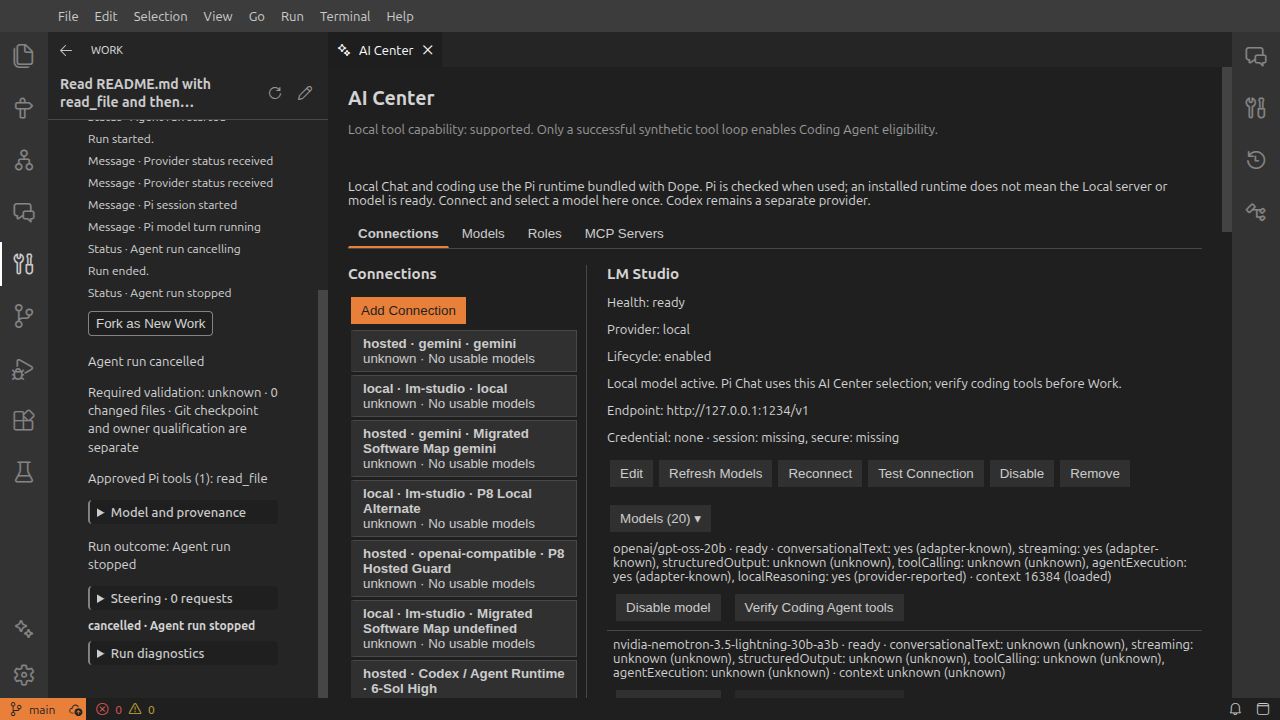 File Edit Selection View Go Run Terminal Help
WORK
Read README.md with
read_file and then...
Status · Agent run started
Run started.
Message · Provider status received
Message · Provider status received
Message · Pi session started
Message · Pi model turn running
Status · Agent run cancelling
Run ended.
Status · Agent run stopped
Fork as New Work
Agent run cancelled
Required validation: unknown · 0
changed files · Git checkpoint
and owner qualification are
separate
Approved Pi tools (1): read_file
▶ Model and provenance
Run outcome: Agent run
stopped
▶ Steering · 0 requests
cancelled · Agent run stopped
▶ Run diagnostics
AI Center
AI Center
Local tool capability: supported. Only a successful synthetic tool loop enables Coding Agent eligibility.
Local Chat and coding use the Pi runtime bundled with Dope. Pi is checked when used; an installed runtime does not mean the Local server or
model is ready. Connect and select a model here once. Codex remains a separate provider.
Connections Models Roles MCP Servers
Connections
Add Connection
hosted · gemini · gemini
unknown · No usable models
local · lm-studio · local
unknown · No usable models
hosted · gemini · Migrated
Software Map gemini
unknown · No usable models
local · lm-studio · P8 Local
Alternate
unknown · No usable models
hosted · openai-compatible · P8
Hosted Guard
unknown · No usable models
local · lm-studio · Migrated
Software Map undefined
unknown · No usable models
hosted · Codex / Agent Runtime
· 6-Sol High
LM Studio
Health: ready
Provider: local
Lifecycle: enabled
Local model active. Pi Chat uses this AI Center selection; verify coding tools before Work.
Endpoint: http://127.0.0.1:1234/v1
Credential: none · session: missing, secure: missing
Edit Refresh Models Reconnect Test Connection Disable Remove
Models (20) ▾
openai/gpt-oss-20b · ready · conversationalText: yes (adapter-known), streaming: yes (adapter-
known), structuredOutput: unknown (unknown), toolCalling: unknown (unknown), agentExecution:
yes (adapter-known), localReasoning: yes (provider-reported) · context 16384 (loaded)
Disable model Verify Coding Agent tools
nvidia-nemotron-3.5-lightning-30b-a3b · ready · conversationalText: unknown (unknown), streaming:
unknown (unknown), structuredOutput: unknown (unknown), toolCalling: unknown (unknown),
agentExecution: unknown (unknown) · context unknown (unknown)
main 0 0